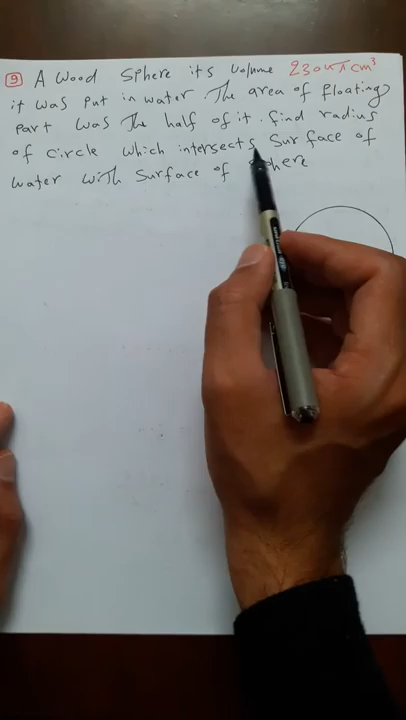 9 A Wood Sphere its volume 2304π cm³
it was put in water. The area of floating
part was The half of it. find radius
of circle which intersects Surface of
water with Surface of Sphere